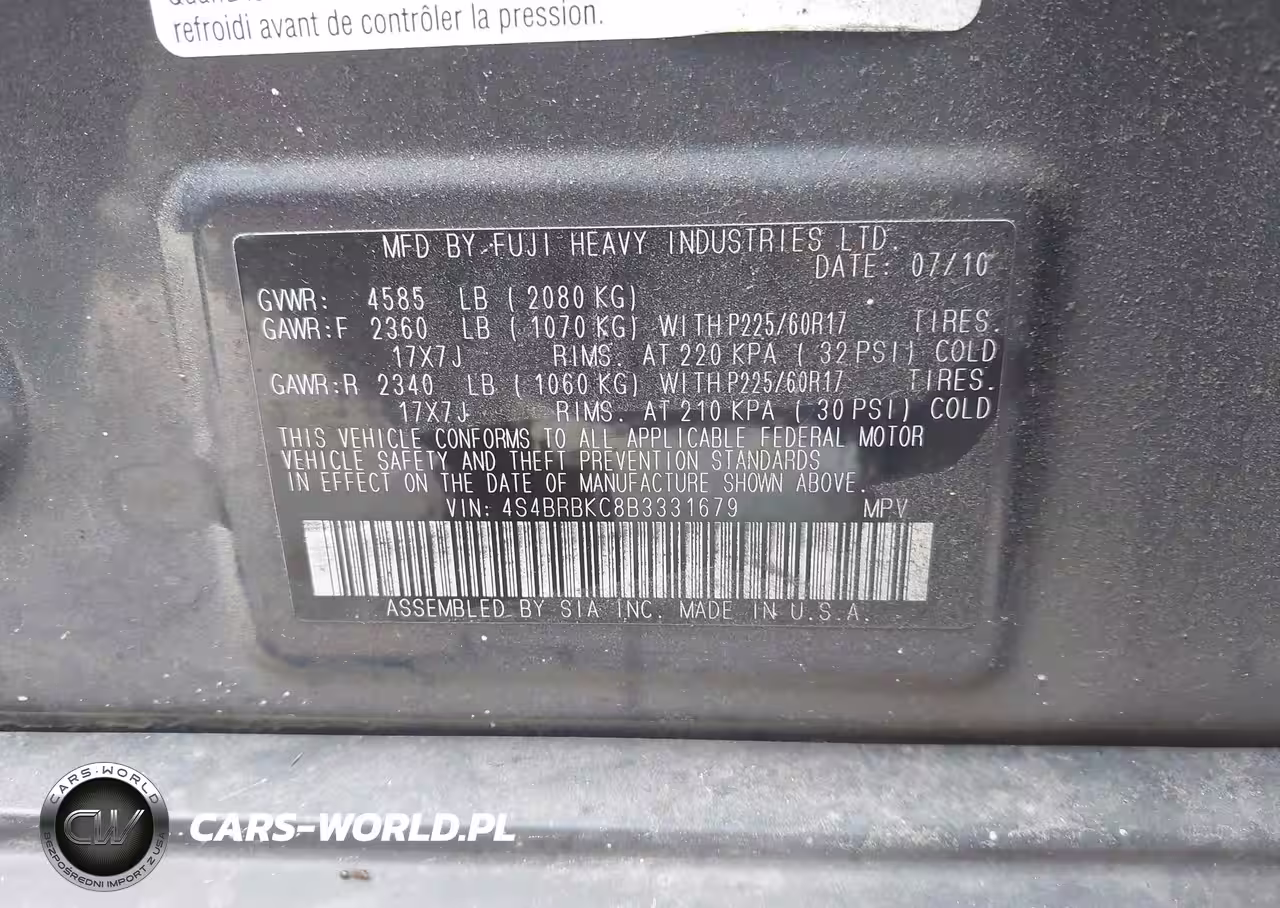 refroidi avant de contrôler la pression.
MFD BY FUJI HEAVY INDUSTRIES LTD.
DATE: 07/10
GVWR: 4585 LB (2080 KG)
GAWR:F 2360 LB (1070 KG) WITH P225/60R17 TIRES.
17X7J RIMS. AT 220 KPA (32 PSI) COLD
GAWR:R 2340 LB (1060 KG) WITH P225/60R17 TIRES.
17X7J RIMS. AT 210 KPA (30 PSI) COLD
THIS VEHICLE CONFORMS TO ALL APPLICABLE FEDERAL MOTOR
VEHICLE SAFETY AND THEFT PREVENTION STANDARDS
IN EFFECT ON THE DATE OF MANUFACTURE SHOWN ABOVE.
VIN: 4S4BRBKC8B3331679 MPV
ASSEMBLED BY SIA INC. MADE IN U.S.A.
CARS-WORLD
CW
BEZPOŚREDNI IMPORT Z USA
CARS-WORLD.PL